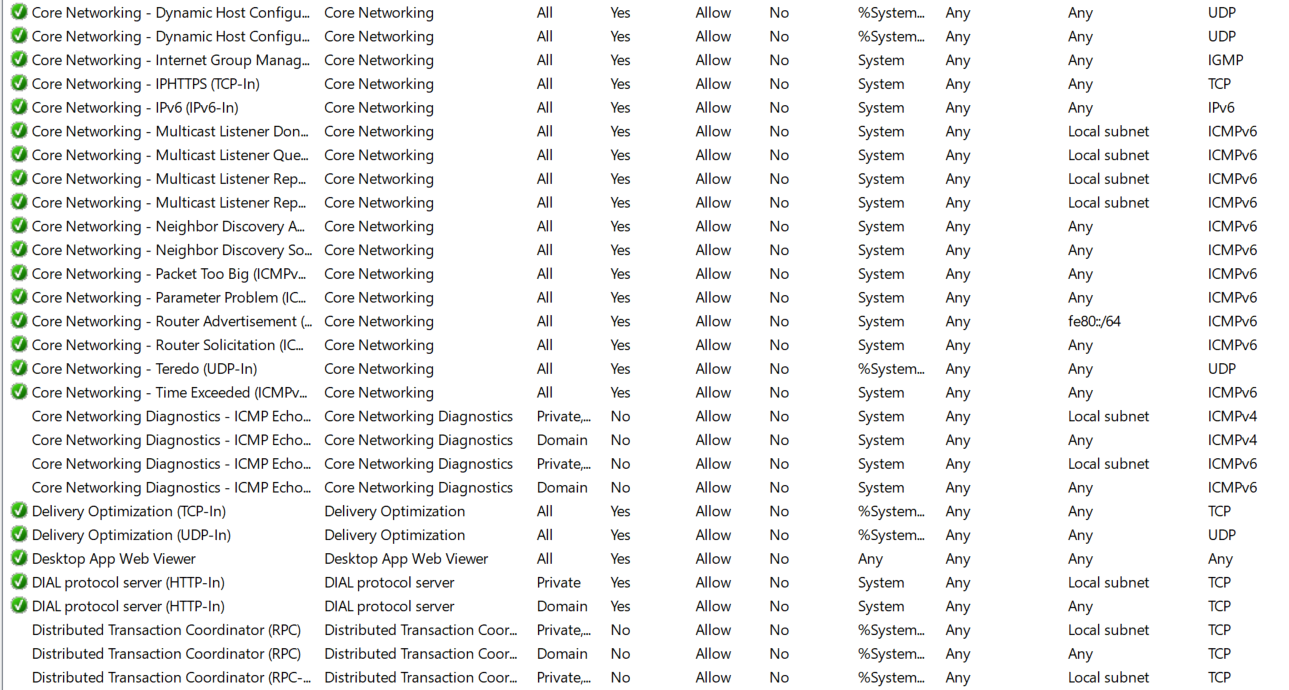 Core Networking - Dynamic Host Configu... Core Networking All Yes Allow No %System... Any Any UDP
Core Networking - Dynamic Host Configu... Core Networking All Yes Allow No %System... Any Any UDP
Core Networking - Internet Group Manag... Core Networking All Yes Allow No System Any Any IGMP
Core Networking - IPHTTPS (TCP-In) Core Networking All Yes Allow No System Any Any TCP
Core Networking - IPv6 (IPv6-In) Core Networking All Yes Allow No System Any Any IPv6
Core Networking - Multicast Listener Don... Core Networking All Yes Allow No System Any Local subnet ICMPv6
Core Networking - Multicast Listener Que... Core Networking All Yes Allow No System Any Local subnet ICMPv6
Core Networking - Multicast Listener Rep... Core Networking All Yes Allow No System Any Local subnet ICMPv6
Core Networking - Multicast Listener Rep... Core Networking All Yes Allow No System Any Local subnet ICMPv6
Core Networking - Neighbor Discovery A... Core Networking All Yes Allow No System Any Any ICMPv6
Core Networking - Neighbor Discovery So... Core Networking All Yes Allow No System Any Any ICMPv6
Core Networking - Packet Too Big (ICMPv... Core Networking All Yes Allow No System Any Any ICMPv6
Core Networking - Parameter Problem (IC... Core Networking All Yes Allow No System Any Any ICMPv6
Core Networking - Router Advertisement (... Core Networking All Yes Allow No System Any fe80::/64 ICMPv6
Core Networking - Router Solicitation (IC... Core Networking All Yes Allow No System Any Any ICMPv6
Core Networking - Teredo (UDP-In) Core Networking All Yes Allow No %System... Any Any UDP
Core Networking - Time Exceeded (ICMPv... Core Networking All Yes Allow No System Any Any ICMPv6
Core Networking Diagnostics - ICMP Echo... Core Networking Diagnostics Private,... No Allow No System Any Local subnet ICMPv4
Core Networking Diagnostics - ICMP Echo... Core Networking Diagnostics Domain No Allow No System Any Any ICMPv4
Core Networking Diagnostics - ICMP Echo... Core Networking Diagnostics Private,... No Allow No System Any Local subnet ICMPv6
Core Networking Diagnostics - ICMP Echo... Core Networking Diagnostics Domain No Allow No System Any Any ICMPv6
Delivery Optimization (TCP-In) Delivery Optimization All Yes Allow No %System... Any Any TCP
Delivery Optimization (UDP-In) Delivery Optimization All Yes Allow No %System... Any Any UDP
Desktop App Web Viewer Desktop App Web Viewer All Yes Allow No Any Any Any Any
DIAL protocol server (HTTP-In) DIAL protocol server Private Yes Allow No System Any Local subnet TCP
DIAL protocol server (HTTP-In) DIAL protocol server Domain Yes Allow No System Any Any TCP
Distributed Transaction Coordinator (RPC) Distributed Transaction Coor... Private,... No Allow No %System... Any Local subnet TCP
Distributed Transaction Coordinator (RPC) Distributed Transaction Coor... Domain No Allow No %System... Any Any TCP
Distributed Transaction Coordinator (RPC-... Distributed Transaction Coor... Private,... No Allow No %System... Any Local subnet TCP